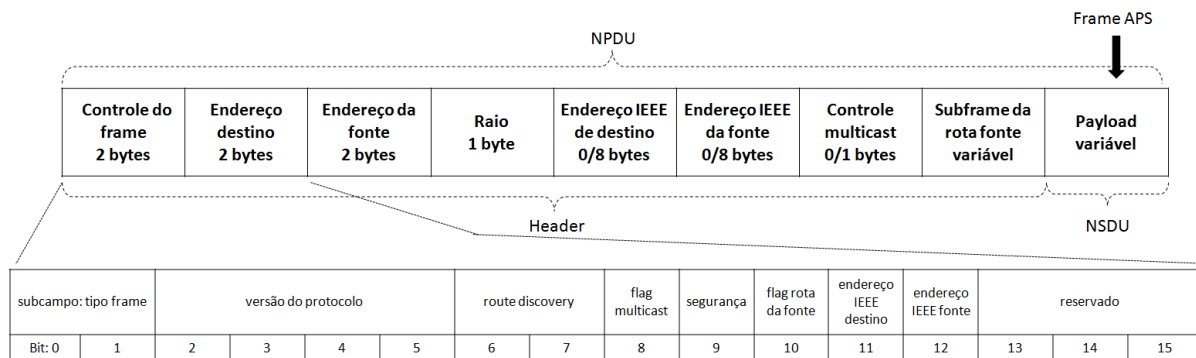 Frame APS
NPDU
Controle do
frame
2 bytes
Endereço
destino
2 bytes
Endereço da
fonte
2 bytes
Raio
1 byte
Endereço IEEE
de destino
0/8 bytes
Endereço IEEE
da fonte
0/8 bytes
Controle
multicast
0/1 bytes
Subframe da
rota fonte
variável
Payload
variável
Header
NSDU
subcampo: tipo frame
versão do protocolo
route discovery
flag
multicast
segurança
flag rota
da fonte
endereço
IEEE
destino
endereço
IEEE fonte
reservado
Bit: 0
1
2
3
4
5
6
7
8
9
10
11
12
13
14
15